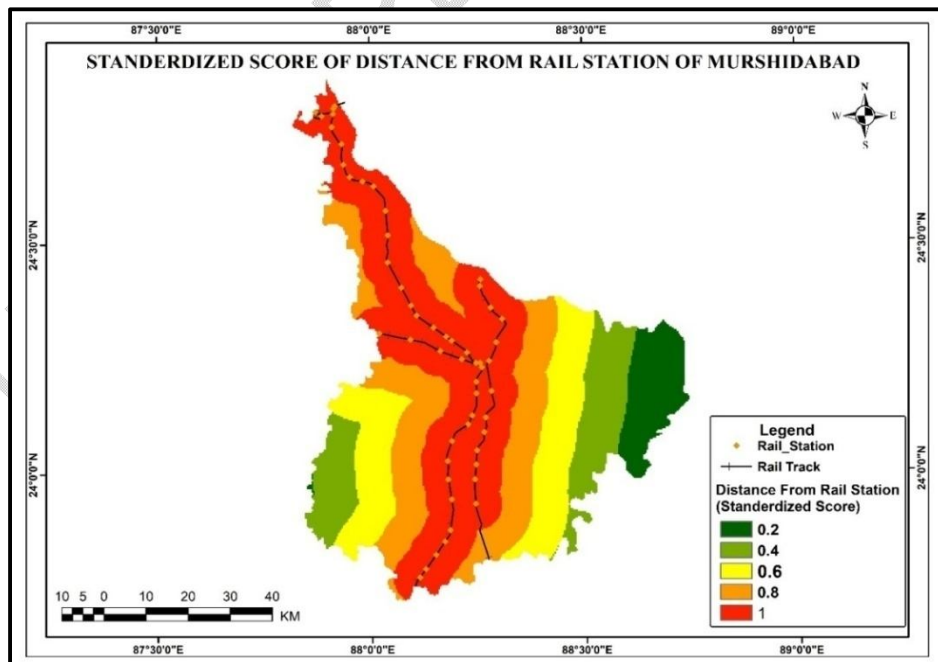 87°30'0"E 88°0'0"E 88°30'0"E 89°0'0"E
STANDERDIZED SCORE OF DISTANCE FROM RAIL STATION OF MURSHIDABAD
N
W E
S
24°30'0"N 24°30'0"N
24°0'0"N 24°0'0"N
Legend
Rail_Station
Rail Track
Distance From Rail Station
(Standerdized Score)
0.2
0.4
0.6
0.8
1
10 5 0 10 20 30 40
KM
87°30'0"E 88°0'0"E 88°30'0"E 89°0'0"E